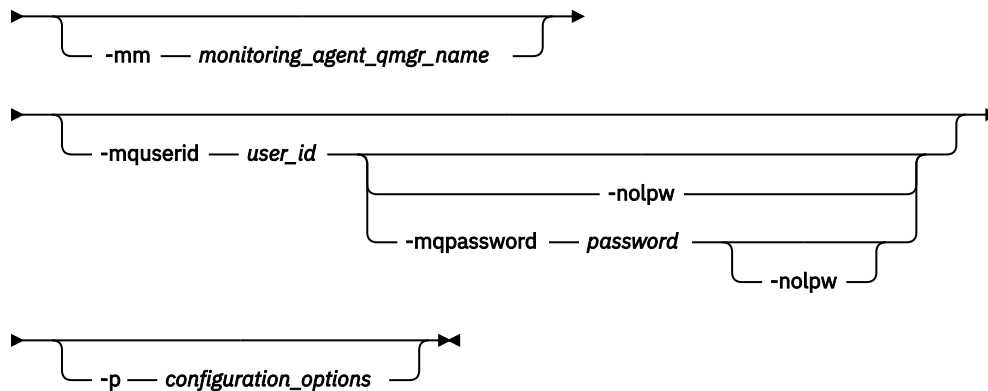 -mm monitoring_agent_qmgr_name
-mquserid user_id
-nolpw
-mqpassword password
-nolpw
-p configuration_options